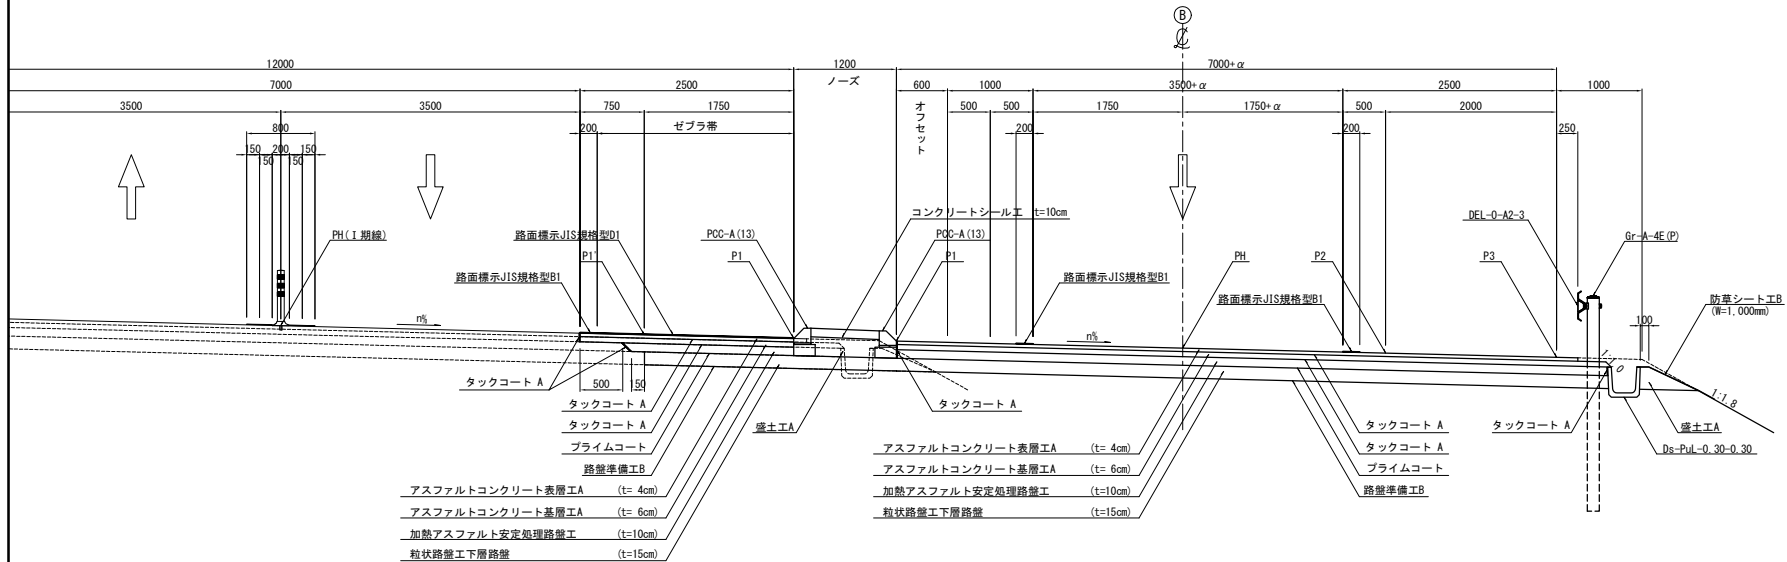 B
CL
12000
1200
7000+α
ノーズ
7000
2500
600
1000
3500+α
2500
1000
3500
3500
750
1750
オフセット
500
500
1750
1750+α
500
2000
800
200
ゼブラ帯
200
200
250
150
200
150
150
150
コンクリートシール工 t=10cm
DEL-O-A2-3
PH(Ⅰ期線)
路面標示JIS規格型D1
PCC-A(13)
PCC-A(13)
Gr-A-4E(P)
P1'
P1
P1
PH
P2
P3
路面標示JIS規格型B1
路面標示JIS規格型B1
路面標示JIS規格型B1
防草シート工B
(W=1,000mm)
n%
n%
100
タックコート A
500
150
タックコート A
タックコート A
1:1.8
タックコート A
盛土工A
タックコート A
タックコート A
盛土工A
プライムコート
アスファルトコンクリート表層工A (t= 4cm)
タックコート A
Ds-PuL-0.30-0.30
路盤準備工B
アスファルトコンクリート基層工A (t= 6cm)
プライムコート
アスファルトコンクリート表層工A (t= 4cm)
加熱アスファルト安定処理路盤工 (t=10cm)
路盤準備工B
アスファルトコンクリート基層工A (t= 6cm)
粒状路盤工下層路盤 (t=15cm)
加熱アスファルト安定処理路盤工 (t=10cm)
粒状路盤工下層路盤 (t=15cm)